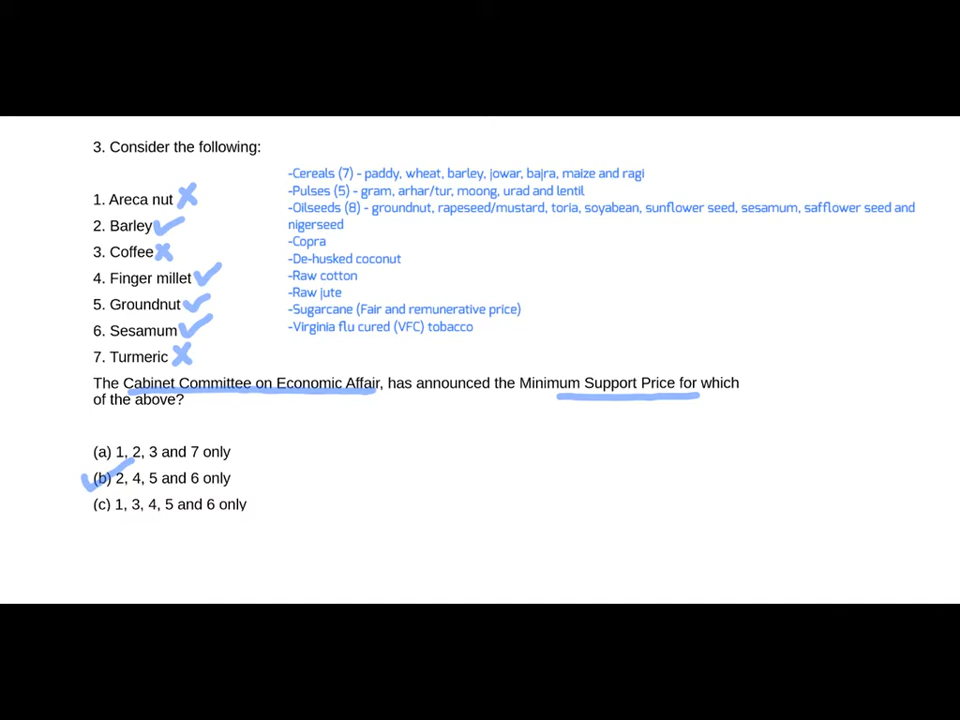 3. Consider the following:
-Cereals (7) - paddy, wheat, barley, jowar, bajra, maize and ragi
-Pulses (5) - gram, arhar/tur, moong, urad and lentil
-Oilseeds (8) - groundnut, rapeseed/mustard, toria, soyabean, sunflower seed, sesamum, safflower seed and
nigerseed
-Copra
-De-husked coconut
-Raw cotton
-Raw jute
-Sugarcane (Fair and remunerative price)
-Virginia flu cured (VFC) tobacco
1. Areca nut
2. Barley
3. Coffee
4. Finger millet
5. Groundnut
6. Sesamum
7. Turmeric
The Cabinet Committee on Economic Affair, has announced the Minimum Support Price for which
of the above?
(a) 1, 2, 3 and 7 only
(b) 2, 4, 5 and 6 only
(c) 1, 3, 4, 5 and 6 only